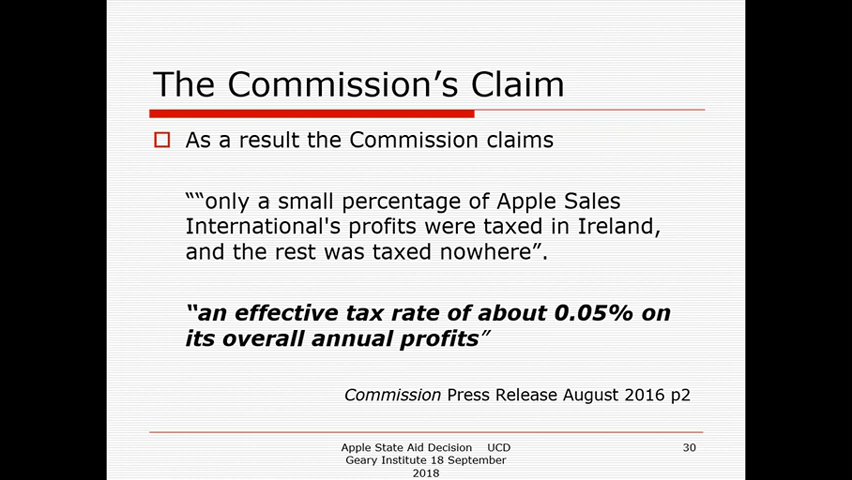 The Commission’s Claim
As a result the Commission claims
““only a small percentage of Apple Sales
International's profits were taxed in Ireland,
and the rest was taxed nowhere”.
“an effective tax rate of about 0.05% on
its overall annual profits”
Commission Press Release August 2016 p2
Apple State Aid Decision UCD
Geary Institute 18 September
2018
30